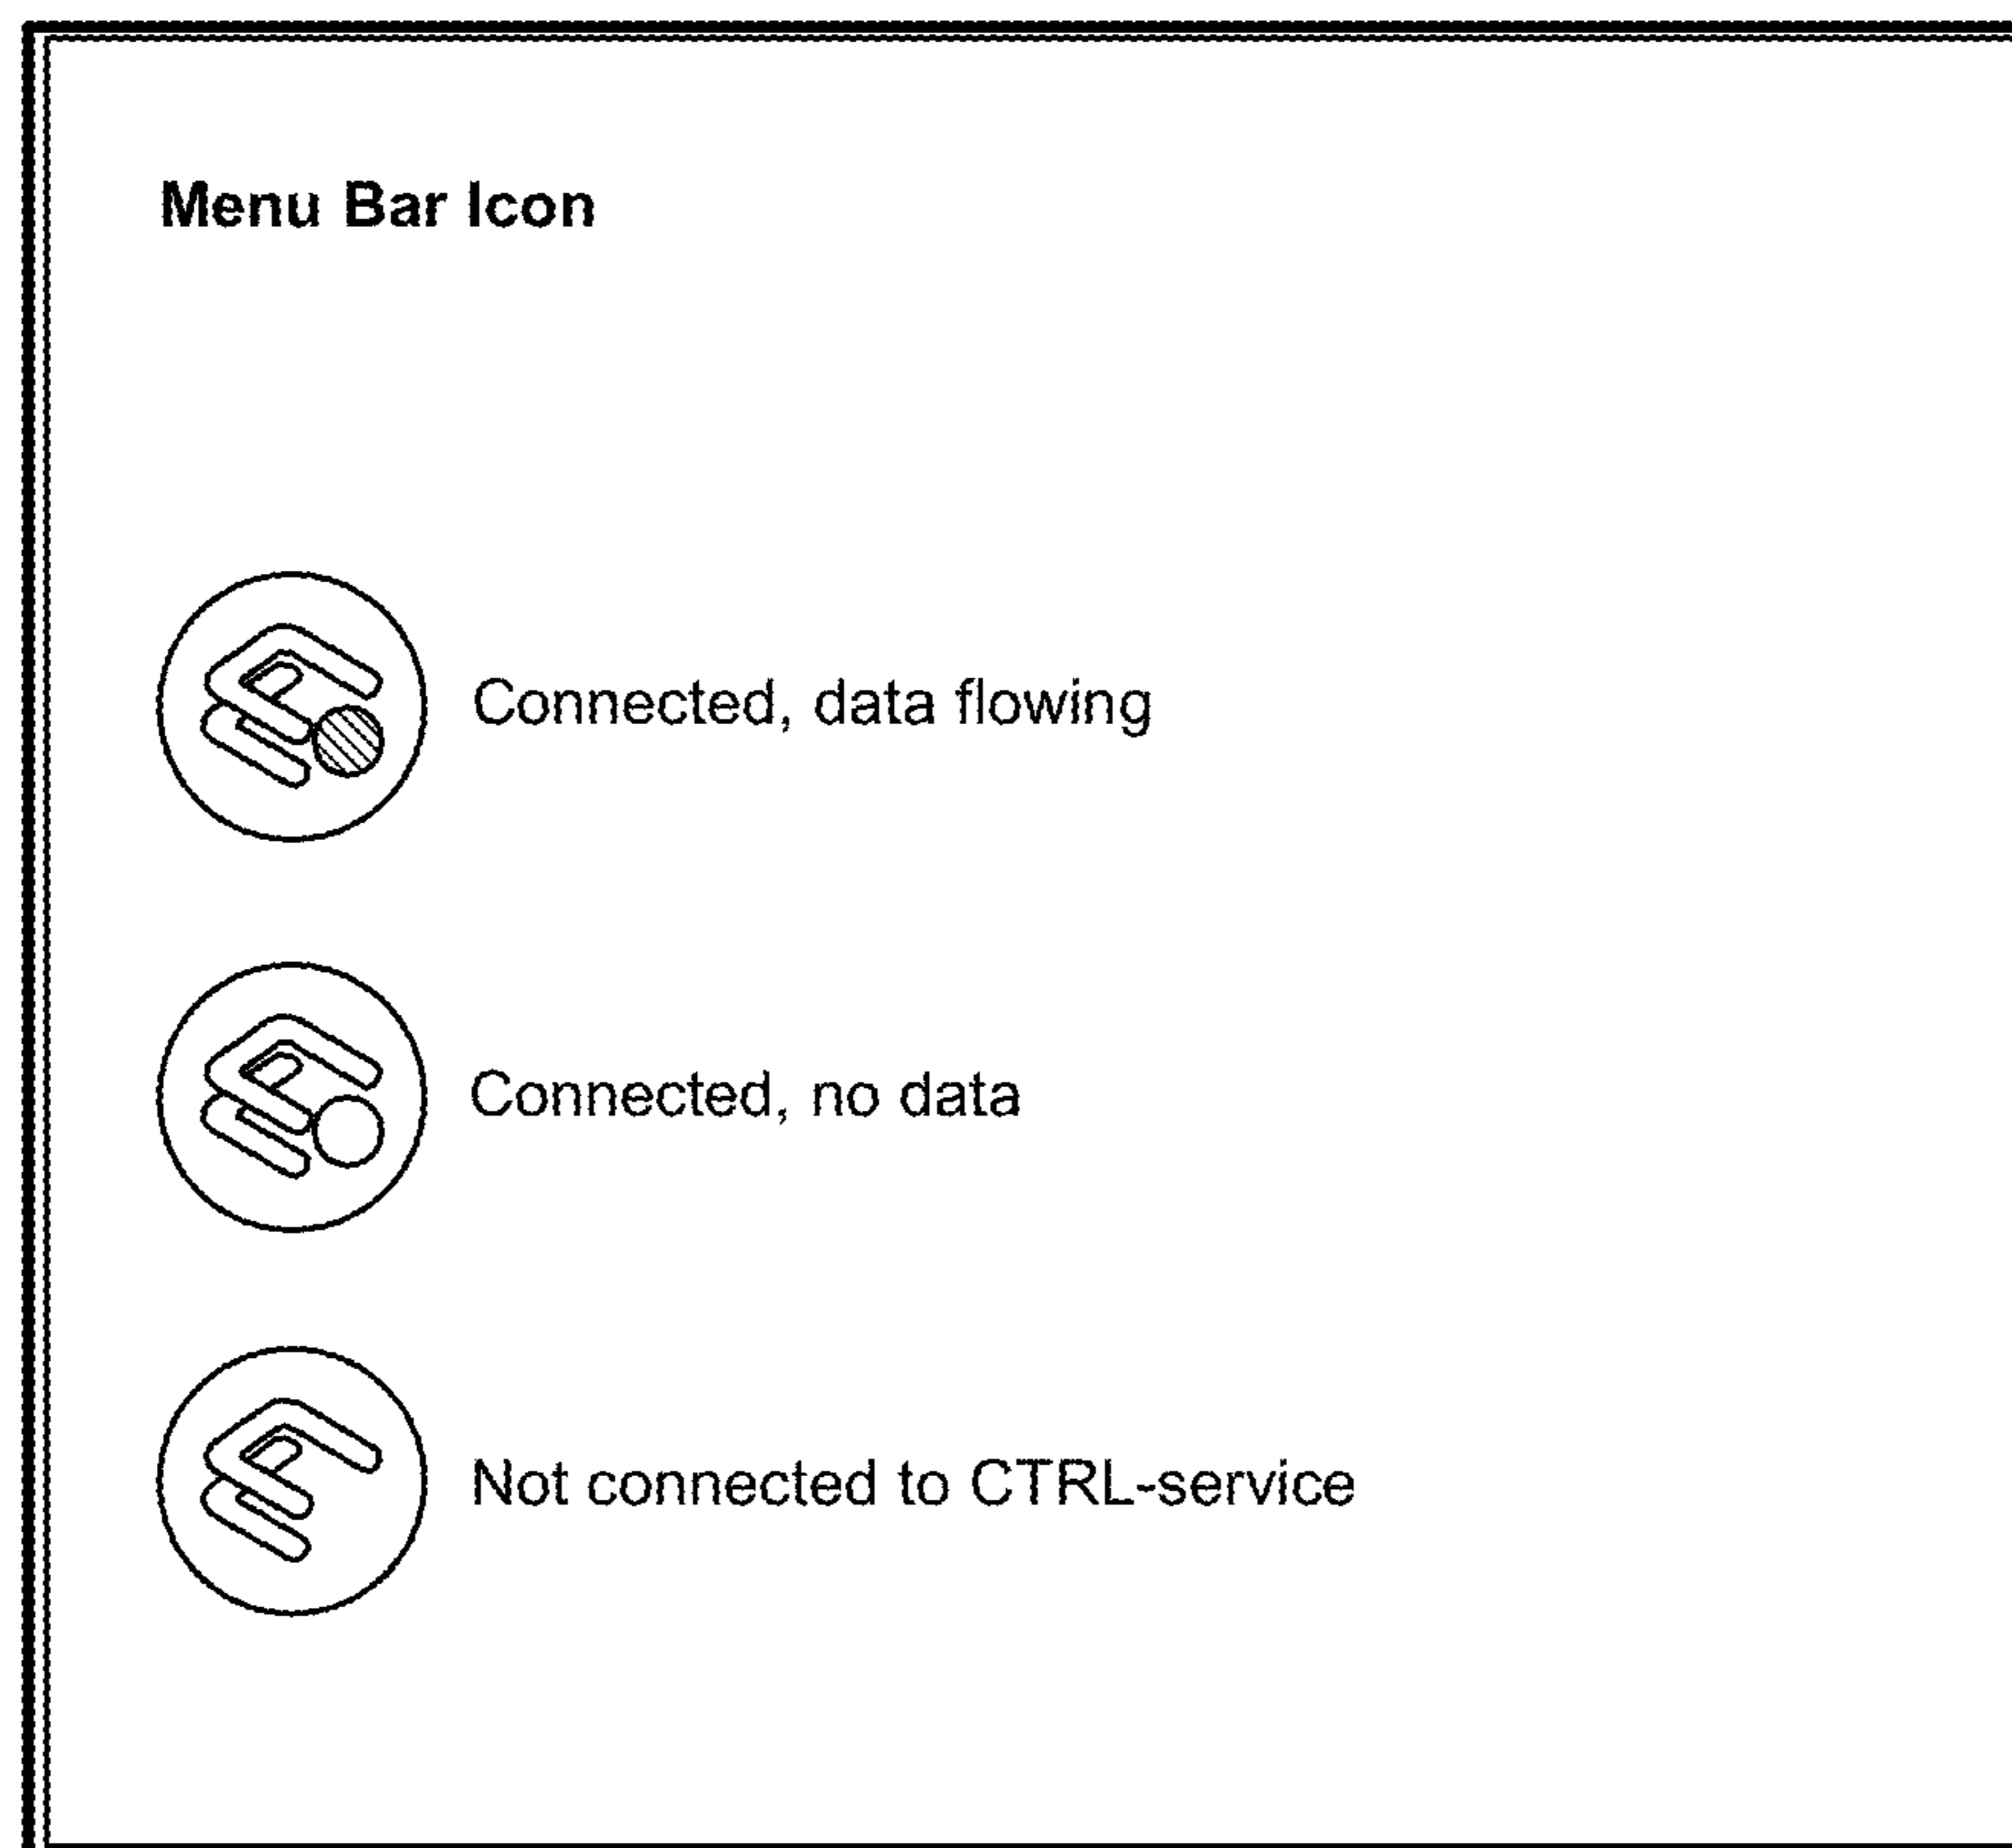 Menu Bar Icon
Connected, data flowing
Connected, no data
Not connected to CTRL-service